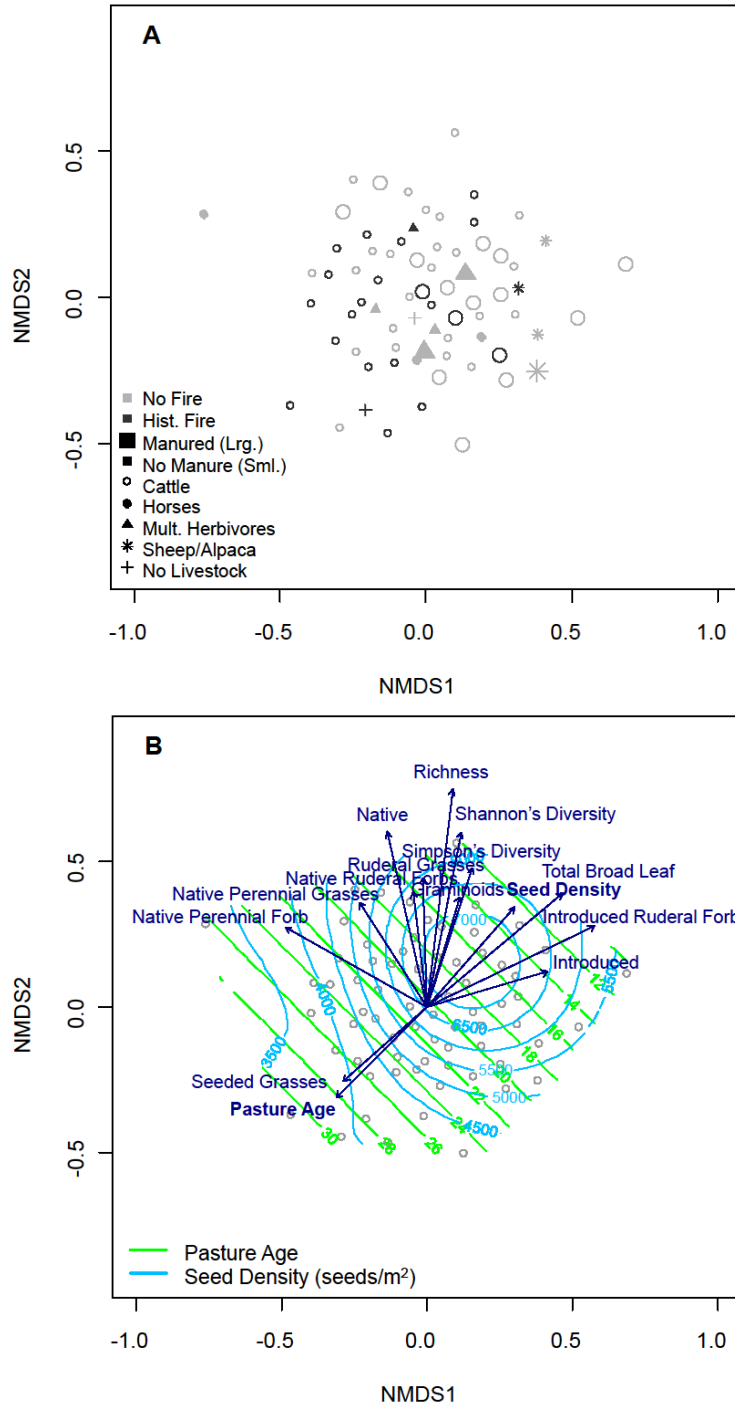 A
0.5
0.0
-0.5
NMDS2
No Fire
Hist. Fire
Manured (Lrg.)
No Manure (Sml.)
Cattle
Horses
Mult. Herbivores
Sheep/Alpaca
No Livestock
-1.0 -0.5 0.0 0.5 1.0
NMDS1
B
Richness
Native
Shannon's Diversity
Simpson's Diversity
Ruderal Grasses
Total Broad Leaf
Native Ruderal Forbs
Graminoids
Seed Density
Native Perennial Grasses
Native Perennial Forb
Introduced Ruderal Forb
Introduced
0.5
0.0
-0.5
NMDS2
4000
3500
6500
5500
5000
4500
5500
12
14
16
18
20
22
24
26
28
30
Seeded Grasses
Pasture Age
Pasture Age
Seed Density (seeds/m²)
-1.0 -0.5 0.0 0.5 1.0
NMDS1